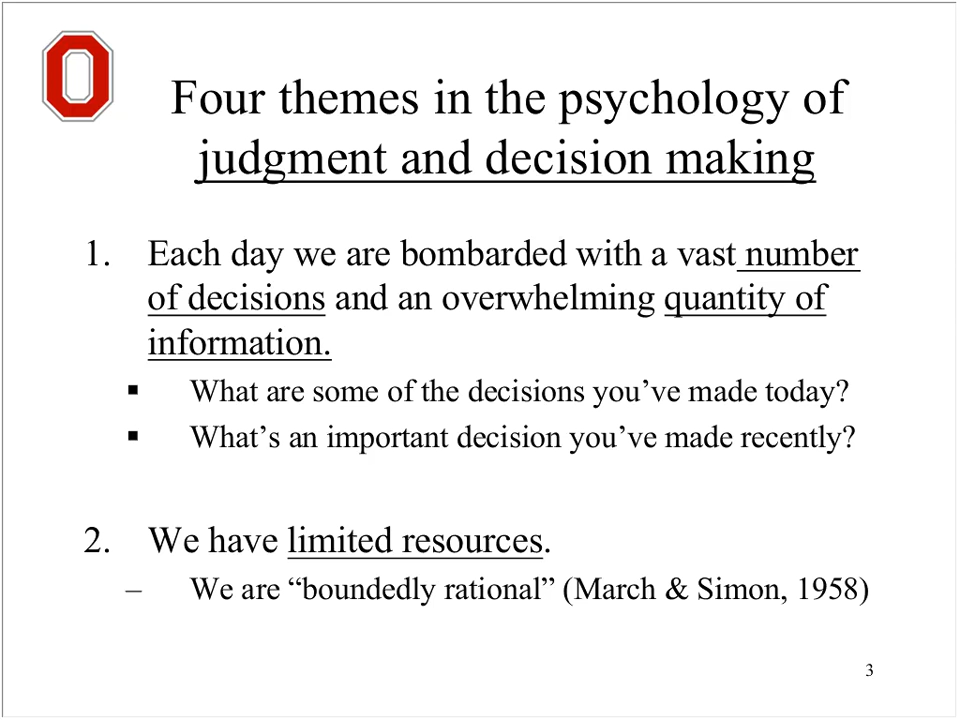 O
Four themes in the psychology of
judgment and decision making
1. Each day we are bombarded with a vast number
of decisions and an overwhelming quantity of
information.
▪ What are some of the decisions you’ve made today?
▪ What’s an important decision you’ve made recently?
2. We have limited resources.
– We are “boundedly rational” (March & Simon, 1958)
3